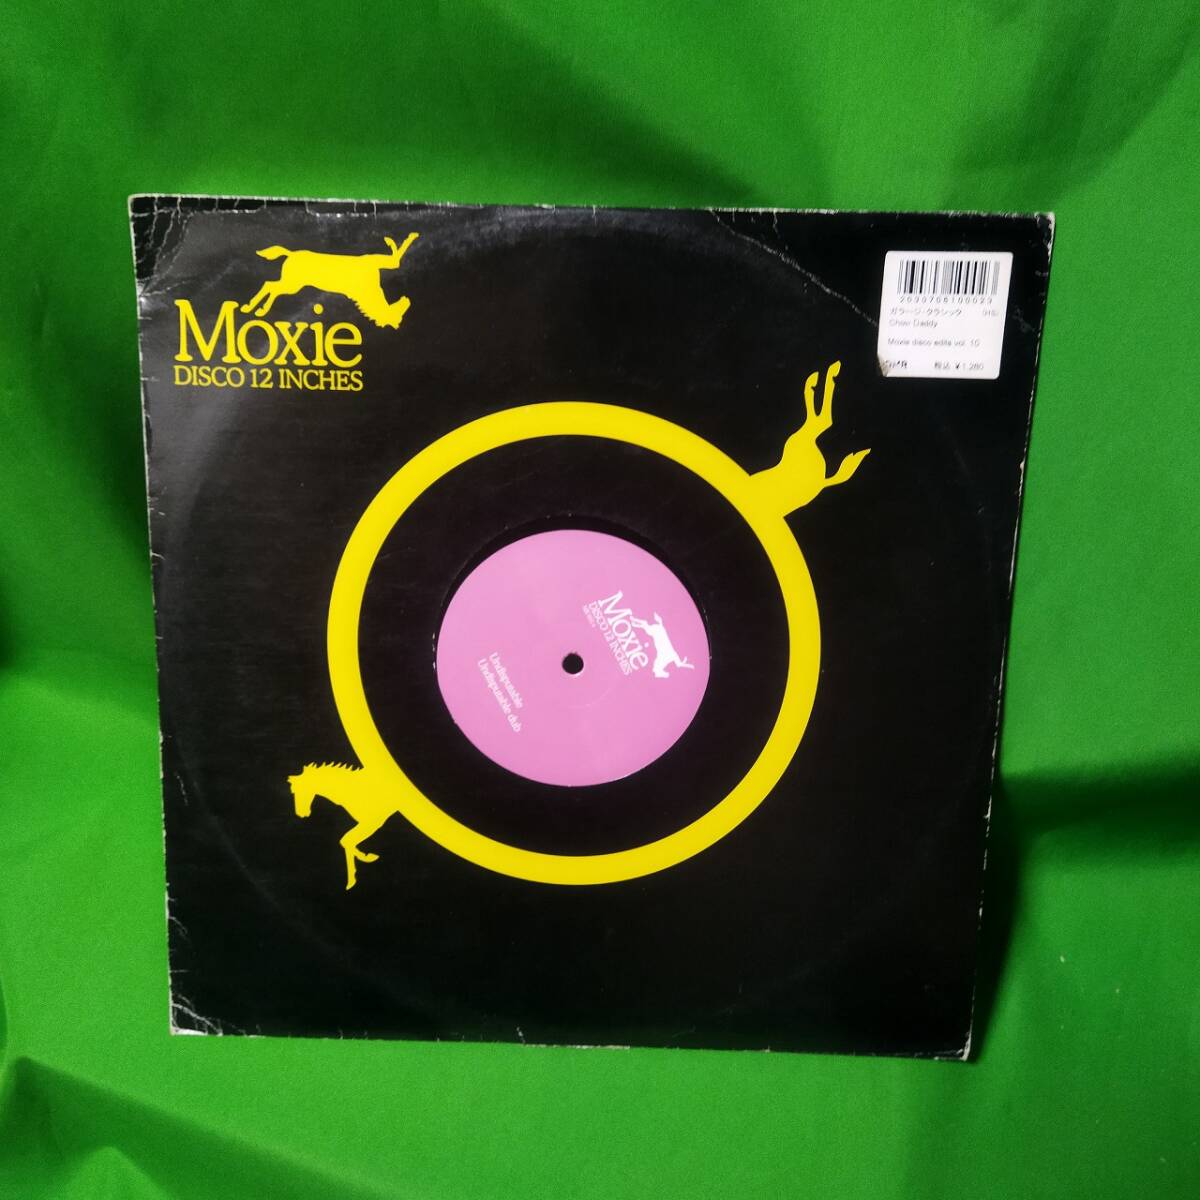 Moxie
DISCO 12 INCHES
2030706100023
ガラージ・クラシック
Chew Daddy
Moxie disco edits vol. 10
税込 ¥1,280
Moxie
DISCO 12 INCHES
Undisputable
Undisputable dub